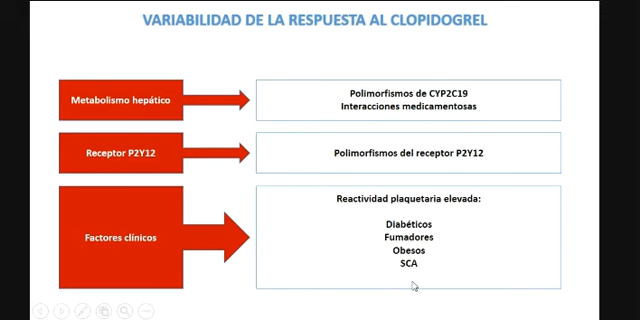 VARIABILIDAD DE LA RESPUESTA AL CLOPIDOGREL
Metabolismo hepático
Polimorfismos de CYP2C19
Interacciones medicamentosas
Receptor P2Y12
Polimorfismos del receptor P2Y12
Factores clínicos
Reactividad plaquetaria elevada:
Diabéticos
Fumadores
Obesos
SCA